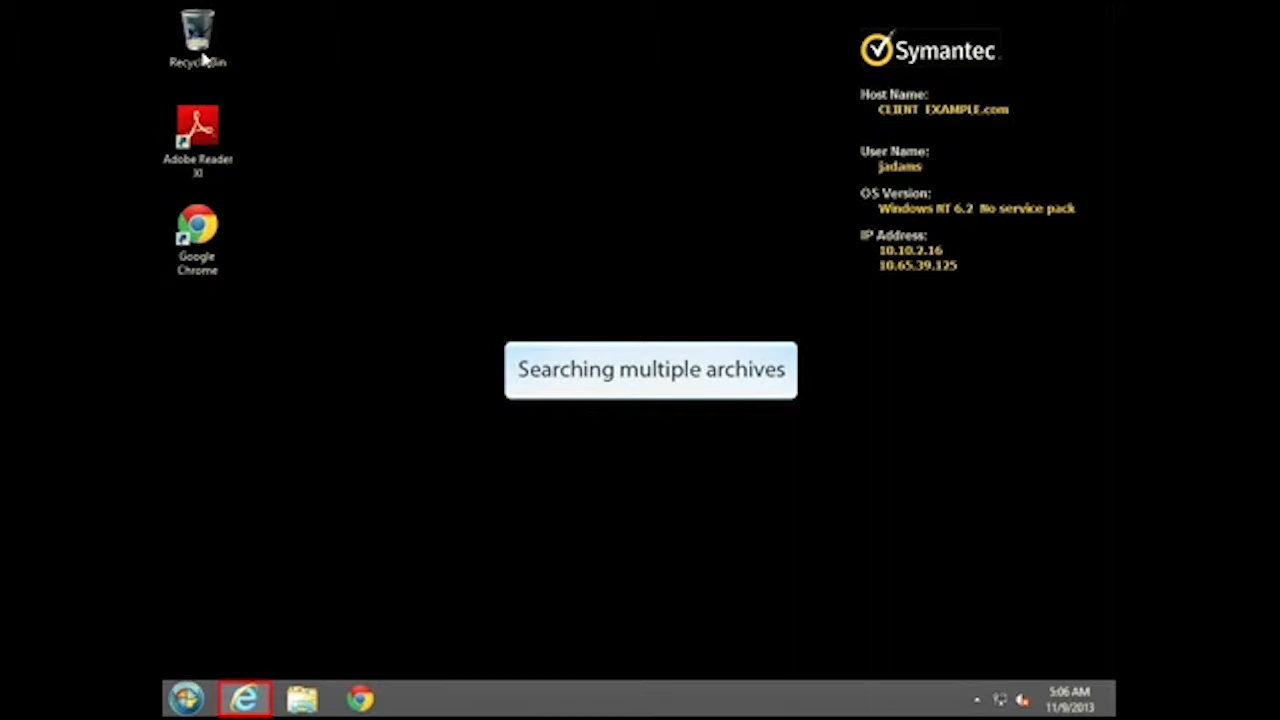 Recycle Bin
Adobe Reader
XI
Google
Chrome
Symantec.
Host Name:
CLIENT EXAMPLE.com
User Name:
jadams
OS Version:
Windows NT 6.2 No service pack
IP Address:
10.10.2.16
10.65.39.125
Searching multiple archives
5:06 AM
11/9/2013